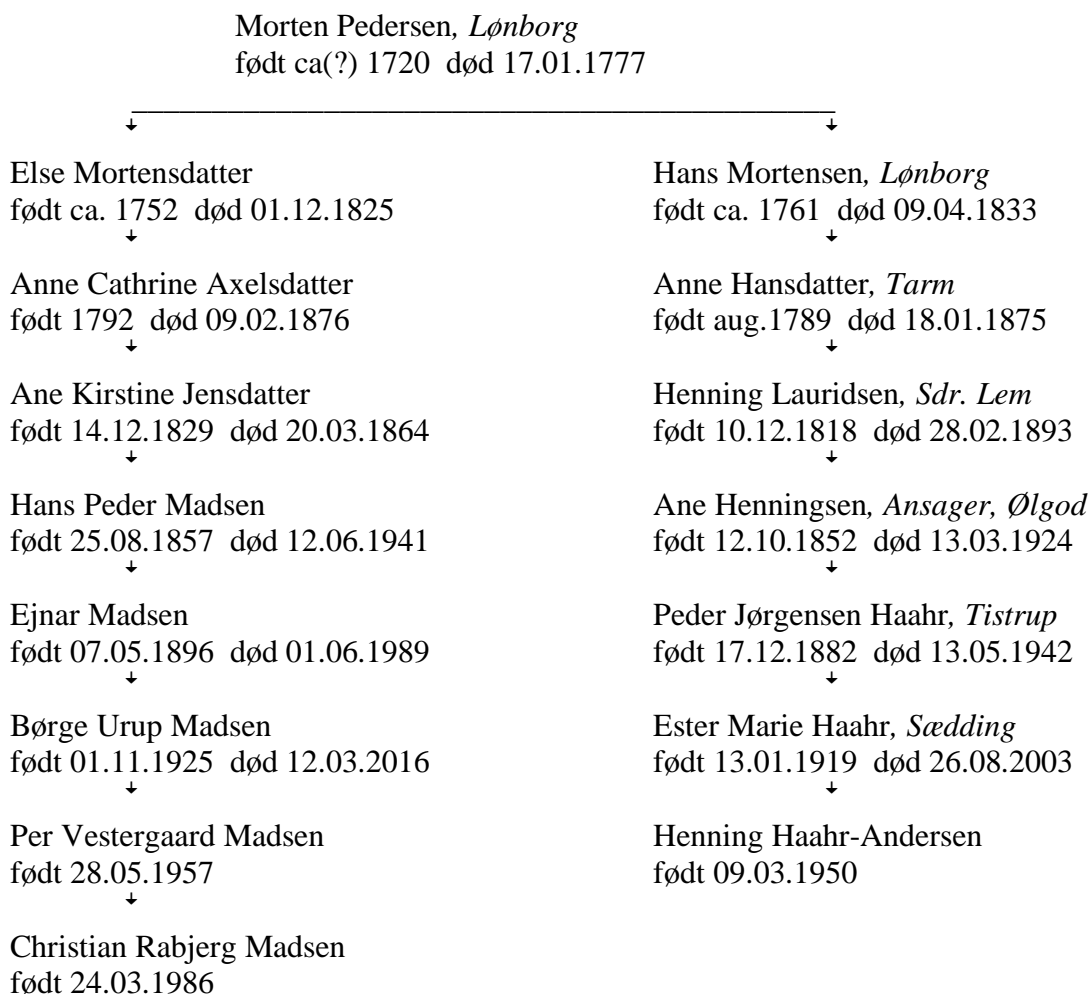 Morten Pedersen, Lønborg
født ca(?) 1720 død 17.01.1777
Else Mortensdatter
født ca. 1752 død 01.12.1825
Anne Cathrine Axelsdatter
født 1792 død 09.02.1876
Ane Kirstine Jensdatter
født 14.12.1829 død 20.03.1864
Hans Peder Madsen
født 25.08.1857 død 12.06.1941
Ejnar Madsen
født 07.05.1896 død 01.06.1989
Børge Urup Madsen
født 01.11.1925 død 12.03.2016
Per Vestergaard Madsen
født 28.05.1957
Christian Rabjerg Madsen
født 24.03.1986
Hans Mortensen, Lønborg
født ca. 1761 død 09.04.1833
Anne Hansdatter, Tarm
født aug.1789 død 18.01.1875
Henning Lauridsen, Sdr. Lem
født 10.12.1818 død 28.02.1893
Ane Henningsen, Ansager, Ølgod
født 12.10.1852 død 13.03.1924
Peder Jørgensen Haahr, Tistrup
født 17.12.1882 død 13.05.1942
Ester Marie Haahr, Sædding
født 13.01.1919 død 26.08.2003
Henning Haahr-Andersen
født 09.03.1950